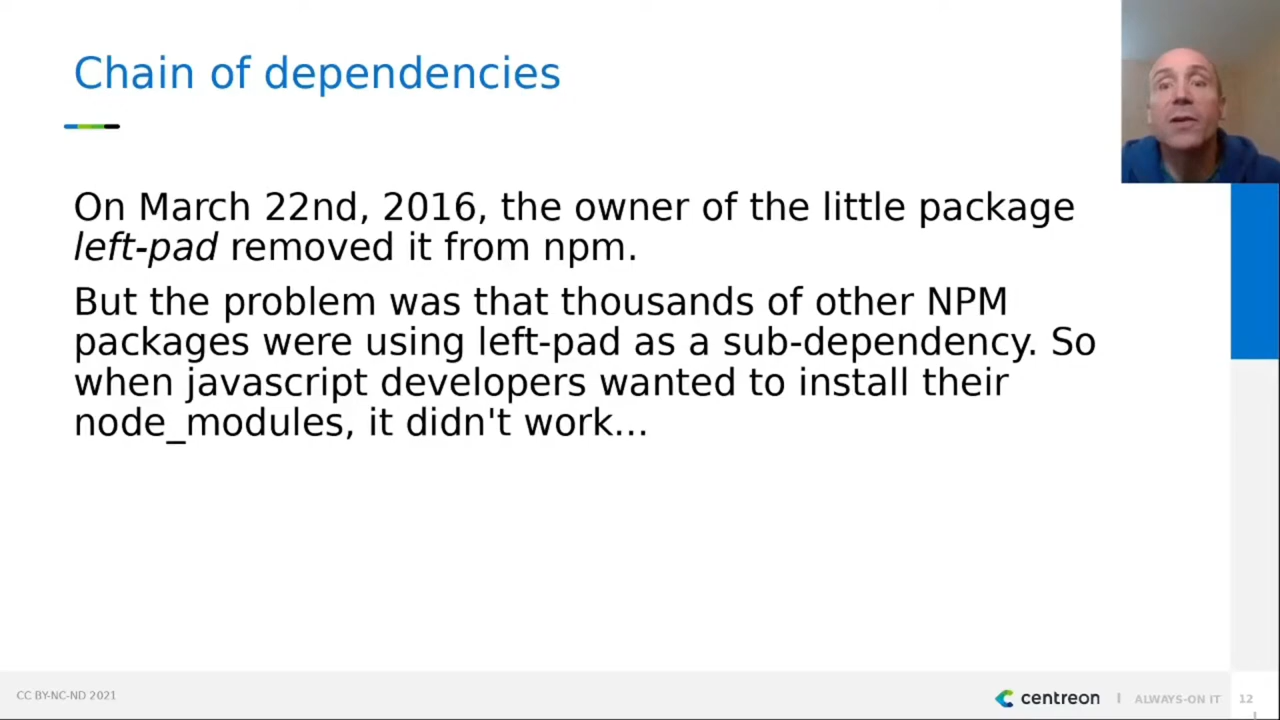 Chain of dependencies
On March 22nd, 2016, the owner of the little package
left-pad removed it from npm.
But the problem was that thousands of other NPM
packages were using left-pad as a sub-dependency. So
when javascript developers wanted to install their
node_modules, it didn't work...
CC BY-NC-ND 2021
centreon
ALWAYS-ON IT
12